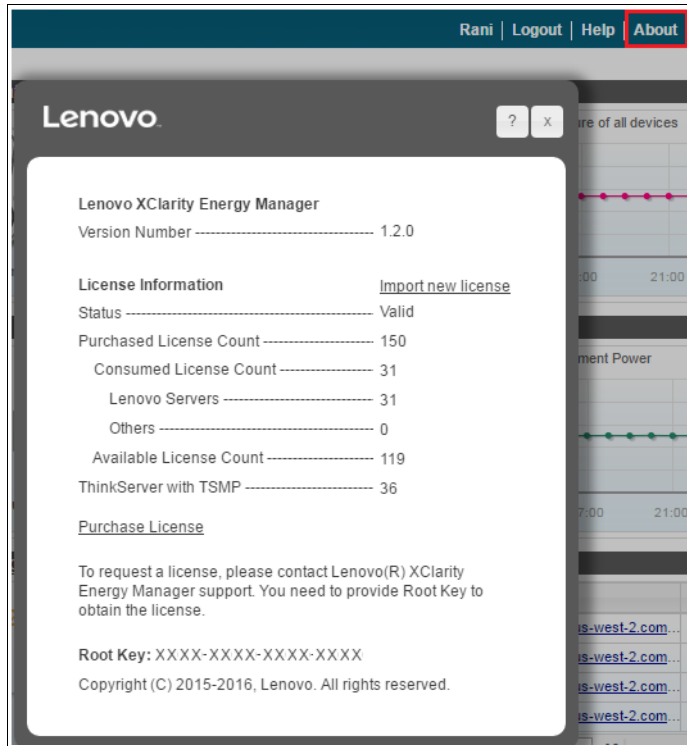 Rani | Logout | Help | About
Lenovo
? x
ure of all devices
Lenovo XClarity Energy Manager
Version Number ---------------------------------- 1.2.0
:00 21:00
License Information Import new license
Status ----------------------------------------------- Valid
Purchased License Count --------------------- 150
ment Power
Consumed License Count ------------------ 31
Lenovo Servers ---------------------------- 31
Others ----------------------------------------- 0
Available License Count -------------------- 119
ThinkServer with TSMP ------------------------ 36
7:00 21:00
Purchase License
To request a license, please contact Lenovo(R) XClarity
Energy Manager support. You need to provide Root Key to
obtain the license.
us-west-2.com...
Root Key: XXXX-XXXX-XXXX-XXXX
us-west-2.com...
Copyright (C) 2015-2016, Lenovo. All rights reserved.
us-west-2.com...
us-west-2.com...